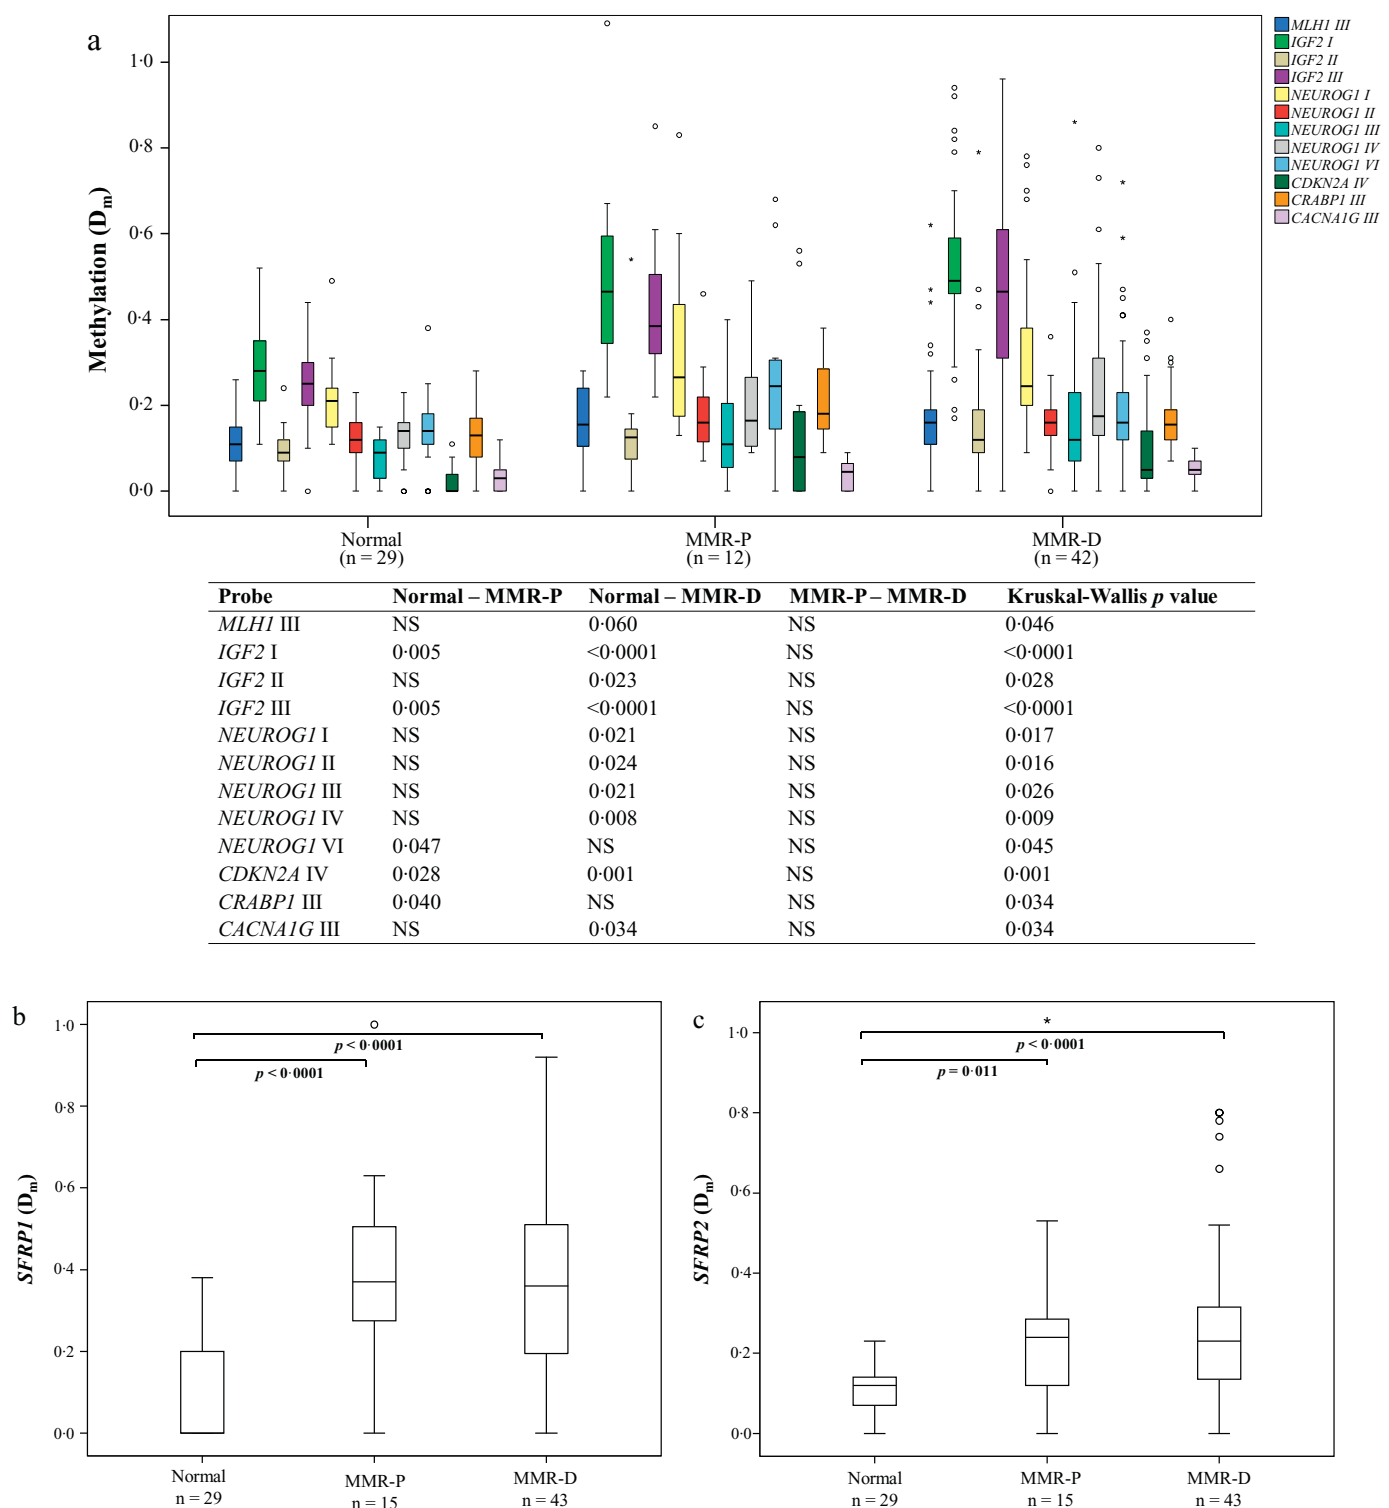 a
Methylation (Dm)
1·0
0·8
0·6
0·4
0·2
0·0
Normal
(n = 29)
MMR-P
(n = 12)
MMR-D
(n = 42)
MLH1 III
IGF2 I
IGF2 II
IGF2 III
NEUROG1 I
NEUROG1 II
NEUROG1 III
NEUROG1 IV
NEUROG1 VI
CDKN2A IV
CRABP1 III
CACNA1G III
Probe Normal – MMR-P Normal – MMR-D MMR-P – MMR-D Kruskal-Wallis p value
MLH1 III NS 0·060 NS 0·046
IGF2 I 0·005 <0·0001 NS <0·0001
IGF2 II NS 0·023 NS 0·028
IGF2 III 0·005 <0·0001 NS <0·0001
NEUROG1 I NS 0·021 NS 0·017
NEUROG1 II NS 0·024 NS 0·016
NEUROG1 III NS 0·021 NS 0·026
NEUROG1 IV NS 0·008 NS 0·009
NEUROG1 VI 0·047 NS NS 0·045
CDKN2A IV 0·028 0·001 NS 0·001
CRABP1 III 0·040 NS NS 0·034
CACNA1G III NS 0·034 NS 0·034
b
SFRP1 (Dm)
1·0
0·8
0·6
0·4
0·2
0·0
p < 0·0001
p < 0·0001
Normal
n = 29
MMR-P
n = 15
MMR-D
n = 43
c
SFRP2 (Dm)
1·0
0·8
0·6
0·4
0·2
0·0
p < 0·0001
p = 0·011
Normal
n = 29
MMR-P
n = 15
MMR-D
n = 43